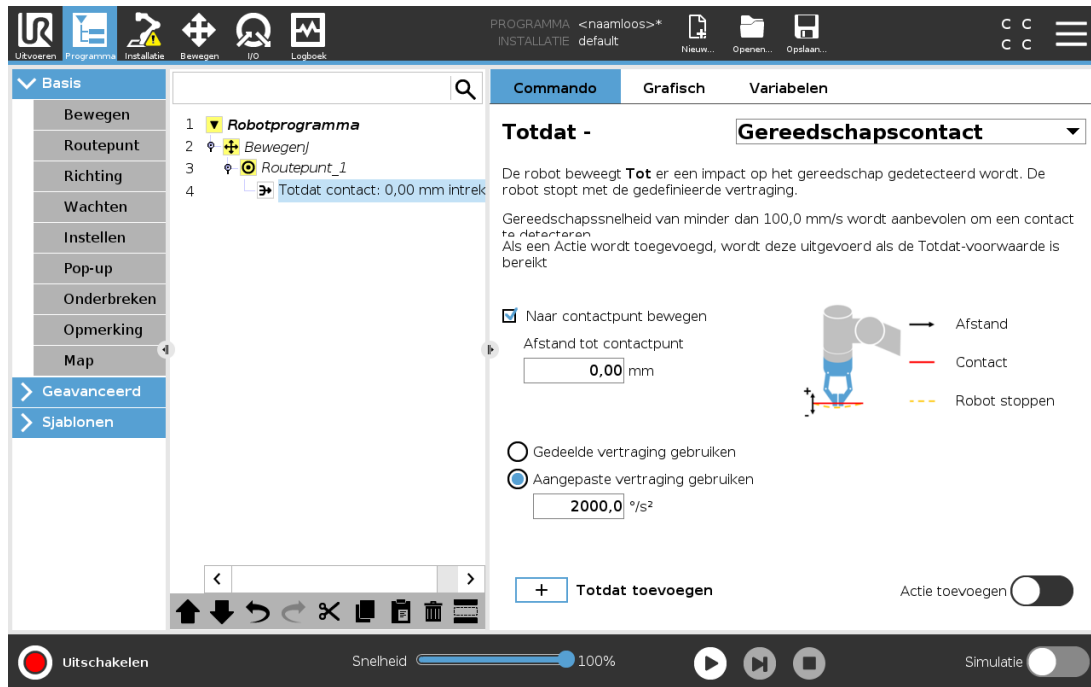 PROGRAMMA <naamloos>*
INSTALLATIE default
UR
Uitvoeren Programma Installatie Bewegen I/O Logboek
Nieuw... Openen... Opslaan...
C C
C C
Basis
Bewegen
Routepunt
Richting
Wachten
Instellen
Pop-up
Onderbreken
Opmerking
Map
Geavanceerd
Sjablonen
1 Robotprogramma
2 BewegenJ
3 Routepunt_1
4 Totdat contact: 0,00 mm intrek
Commando Grafisch Variabelen
Totdat - Gereedschapscontact
De robot beweegt Tot er een impact op het gereedschap gedetecteerd wordt. De
robot stopt met de gedefinieerde vertraging.
Gereedschapssnelheid van minder dan 100,0 mm/s wordt aanbevolen om een contact
te detecteren
Als een Actie wordt toegevoegd, wordt deze uitgevoerd als de Totdat-voorwaarde is
bereikt
Naar contactpunt bewegen
Afstand tot contactpunt
0,00 mm
+
-
Afstand
Contact
Robot stoppen
Gedeelde vertraging gebruiken
Aangepaste vertraging gebruiken
2000,0 °/s²
+ Totdat toevoegen
Actie toevoegen
Uitschakelen
Snelheid 100%
Simulatie